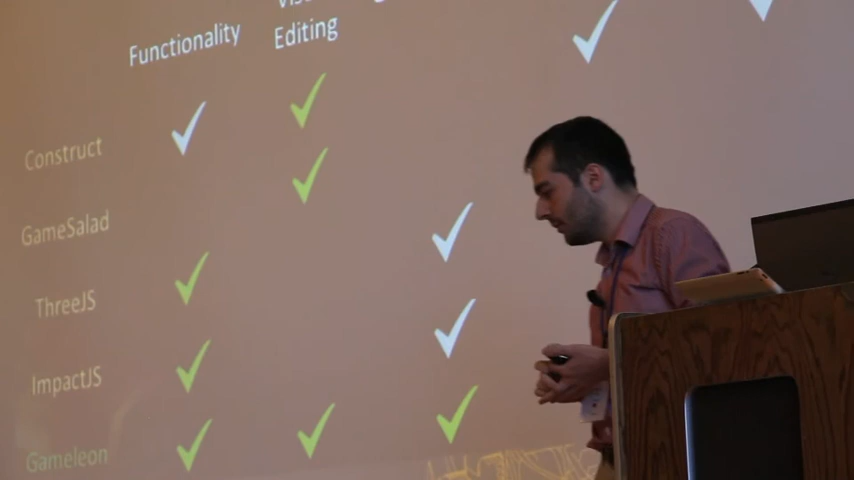 Functionality
Editing
Construct
GameSalad
ThreeJS
ImpactJS
Gameleon